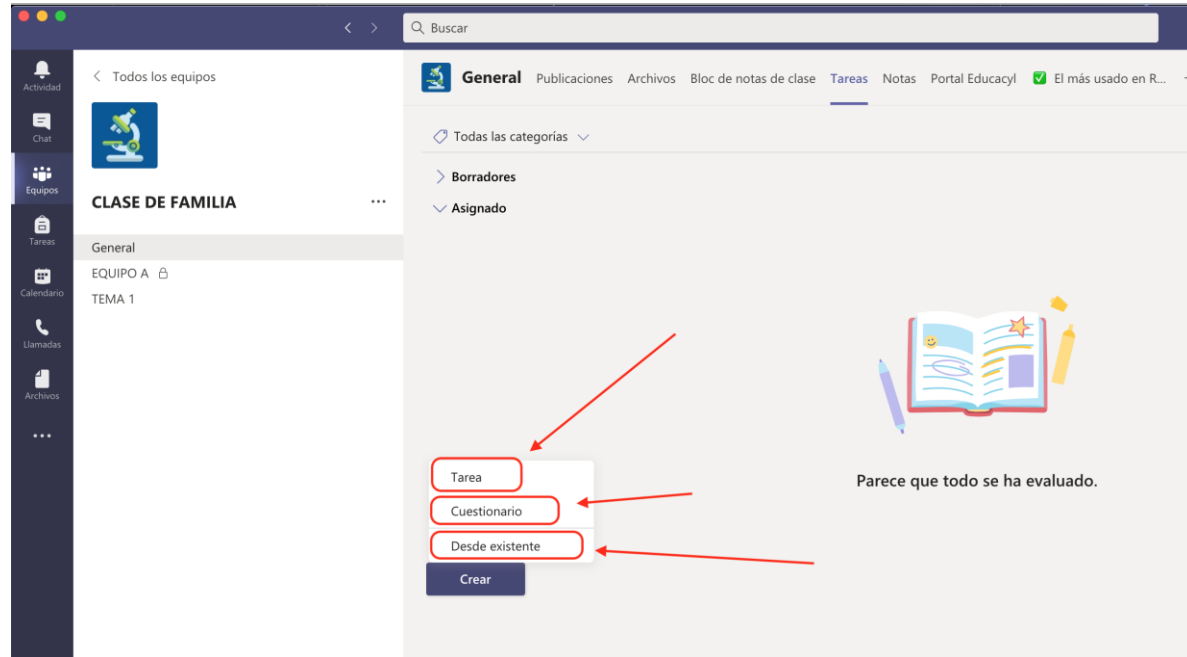 Buscar
Actividad
Chat
Equipos
Tareas
Calendario
Llamadas
Archivos
Todos los equipos
CLASE DE FAMILIA
General
EQUIPO A
TEMA 1
General Publicaciones Archivos Bloc de notas de clase Tareas Notas Portal Educacyl El más usado en R...
Todas las categorías
Borradores
Asignado
Parece que todo se ha evaluado.
Tarea
Cuestionario
Desde existente
Crear